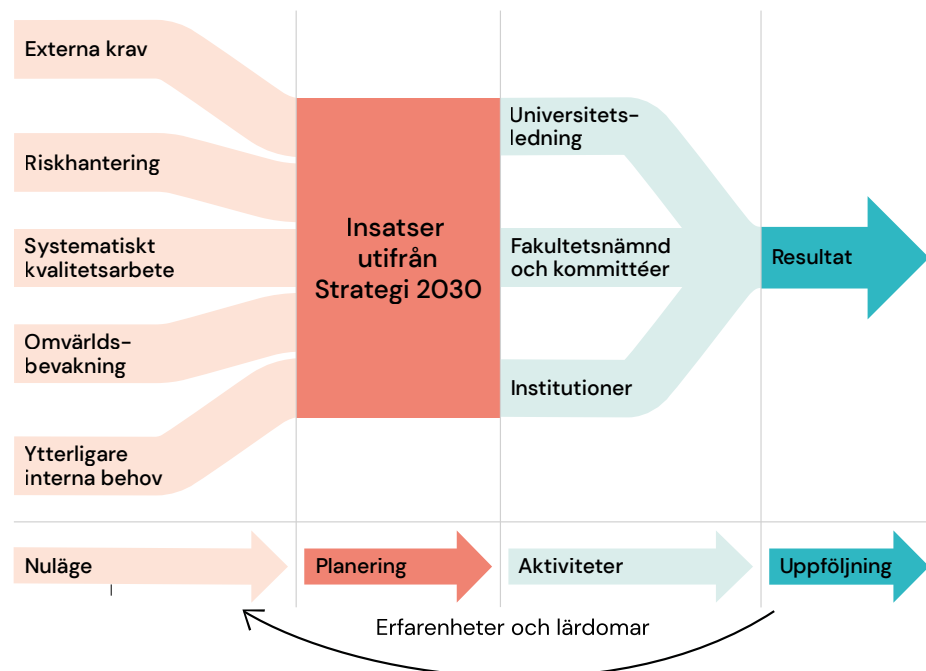 Externa krav
Riskhantering
Systematiskt
kvalitetsarbete
Omvärlds-
bevakning
Ytterligare
interna behov
Insatser
utifrån
Strategi 2030
Universitets-
ledning
Fakultetsnämnd
och kommittéer
Institutioner
Resultat
Nuläge
Planering
Aktiviteter
Uppföljning
Erfarenheter och lärdomar